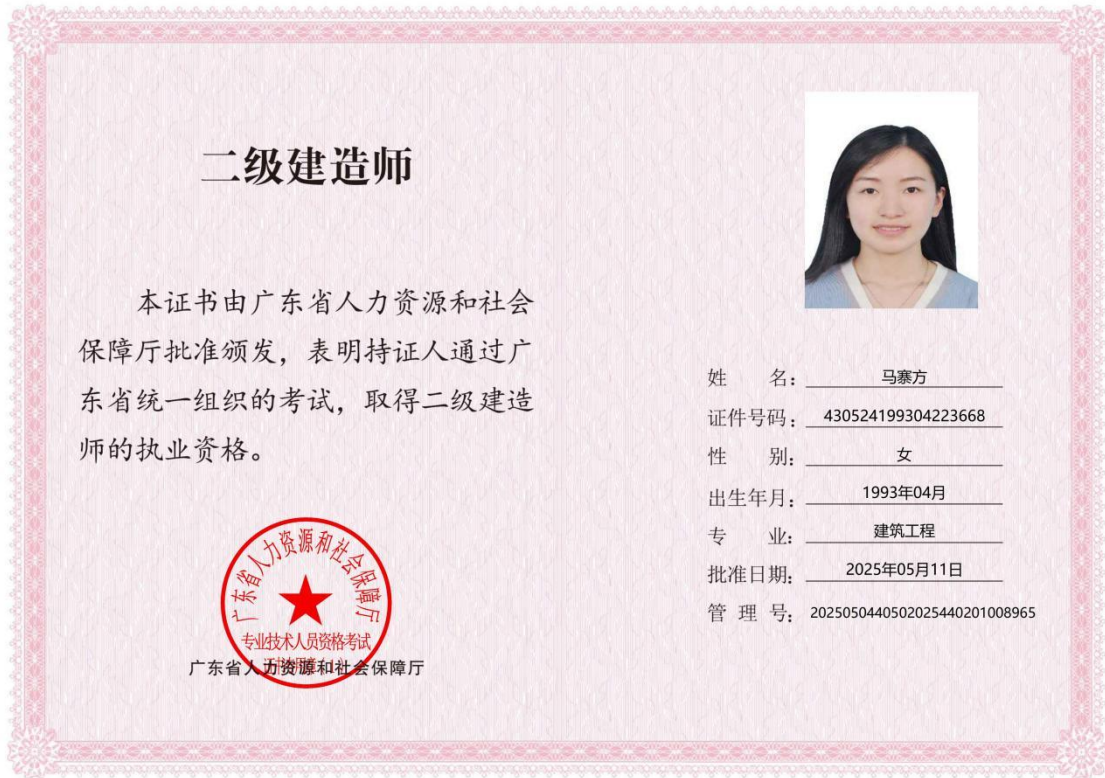 二级建造师
本证书由广东省人力资源和社会
保障厅批准颁发，表明持证人通过广
东省统一组织的考试，取得二级建造
师的执业资格。
广东省人力资源和社会保障厅
专业技术人员资格考试
广东省人力资源和社会保障厅
姓 名：马寨方
证件号码：430524199304223668
性 别：女
出生年月：1993年04月
专 业：建筑工程
批准日期：2025年05月11日
管 理 号：20250504405020254402010 08965